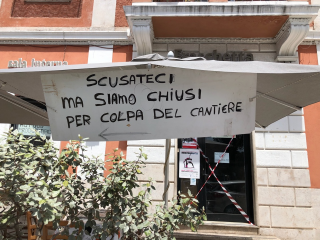 SCUSATECI
MA SIAMO CHIUSI
PER COLPA DEL CANTIERE